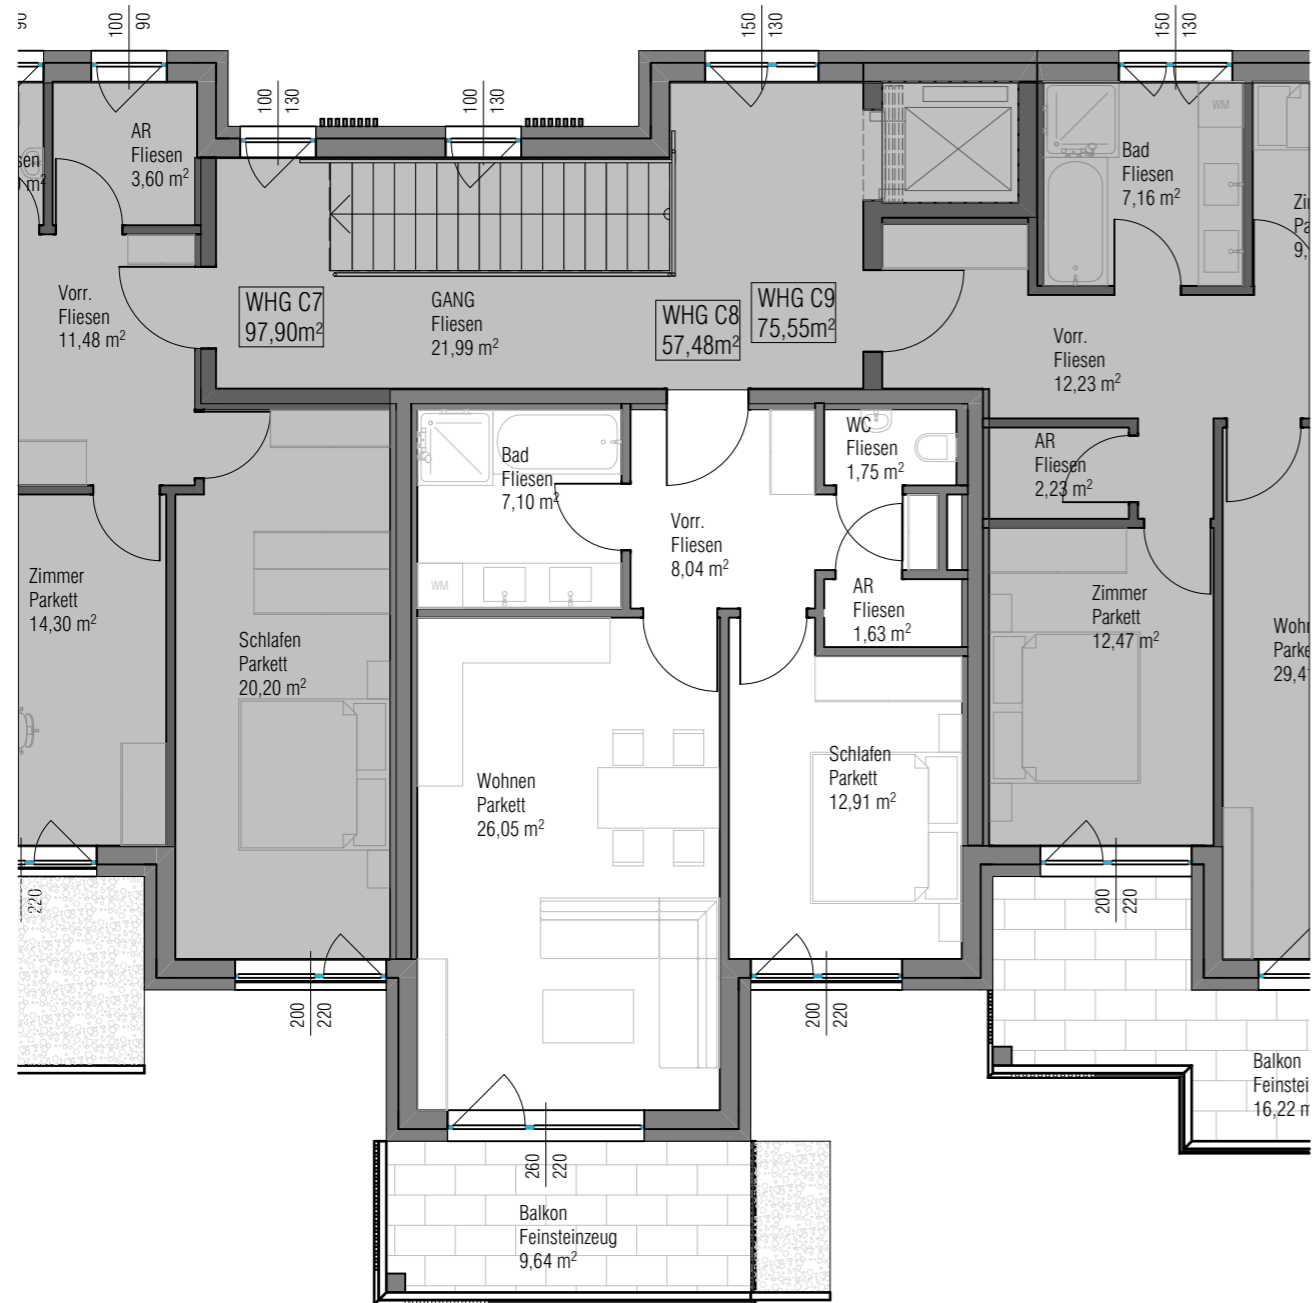 90
100
90
150
130
150
130
100
130
100
130
AR
Fliesen
3,60 m²
Bad
Fliesen
7,16 m²
WM
Vorr.
Fliesen
11,48 m²
WHG C7
97,90m²
GANG
Fliesen
21,99 m²
WHG C8
57,48m²
WHG C9
75,55m²
Vorr.
Fliesen
12,23 m²
Bad
Fliesen
7,10 m²
WC
Fliesen
1,75 m²
AR
Fliesen
2,23 m²
Vorr.
Fliesen
8,04 m²
WM
Zimmer
Parkett
14,30 m²
AR
Fliesen
1,63 m²
Zimmer
Parkett
12,47 m²
Schlafen
Parkett
20,20 m²
Wohnen
Parkett
26,05 m²
Schlafen
Parkett
12,91 m²
220
200
220
200
220
200
220
260
220
Balkon
Feinsteinzeug
9,64 m²
Balkon
Feinstei
16,22 m